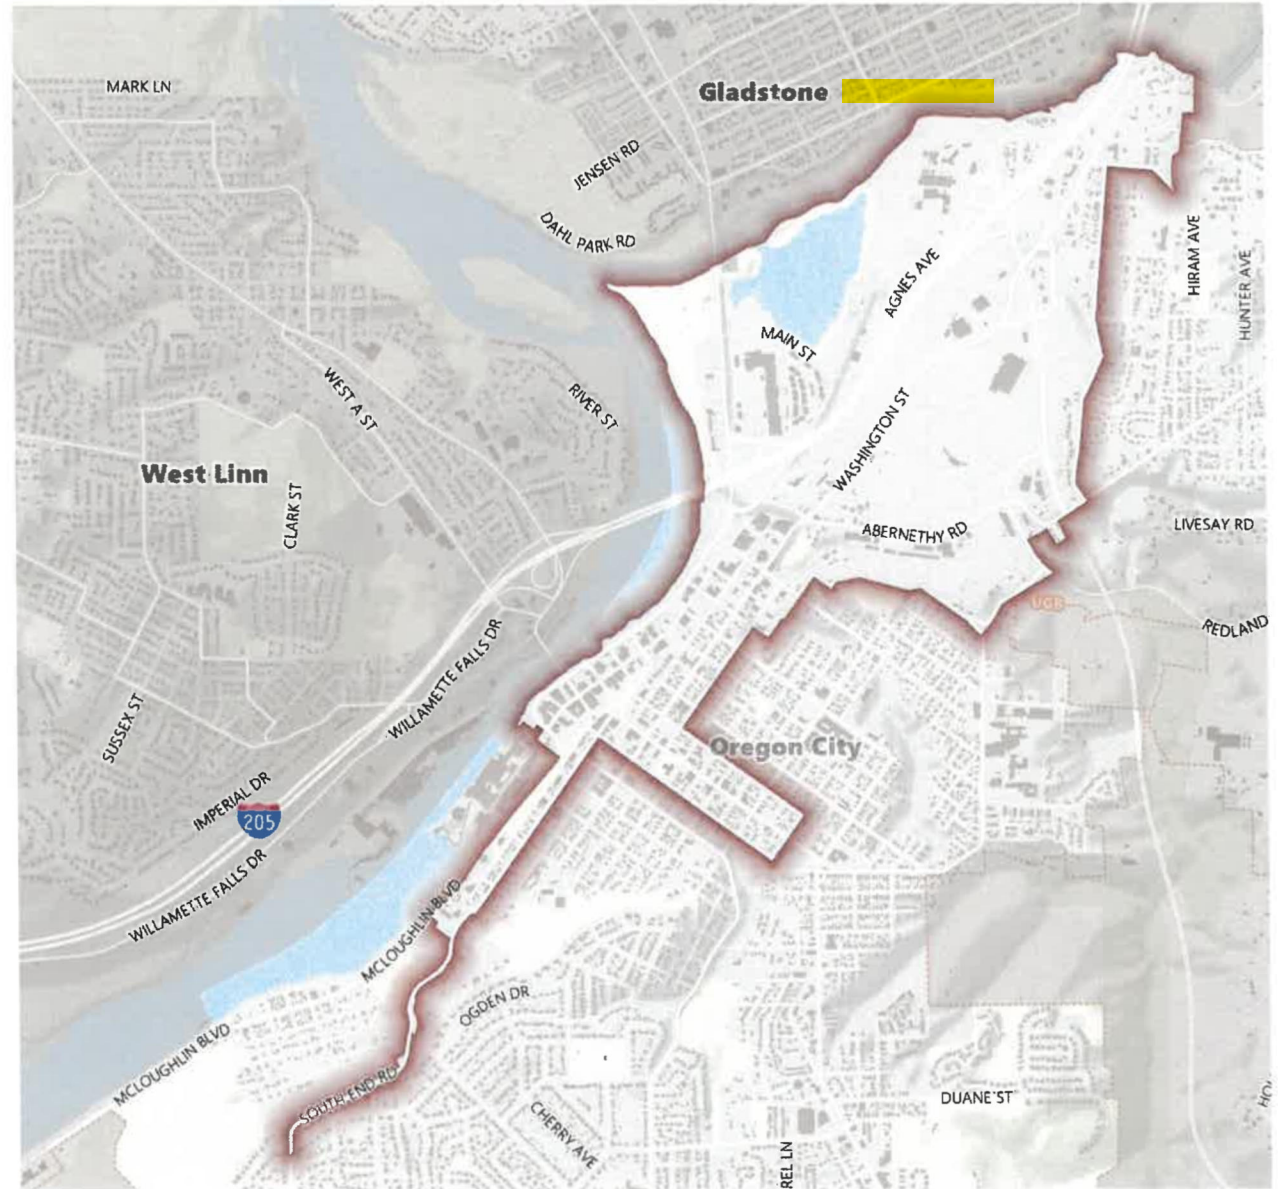 MARK LN
Gladstone
JENSEN RD
DAHL PARK RD
HIRAM AVE
HUNTER AVE
AGNES AVE
MAIN ST
WEST A ST
RIVER ST
WASHINGTON ST
West Linn
CLARK ST
ABERNETHY RD
LIVESAY RD
UGB
REDLAND
WILLAMETTE FALLS DR
SUSSEX ST
Oregon City
IMPERIAL DR
205
WILLAMETTE FALLS DR
MCLOUGHLIN BLVD
OGDEN DR
MCLOUGHLIN BLVD
SOUTH END RD
DUANE ST
CHERRY AVE
REL LN